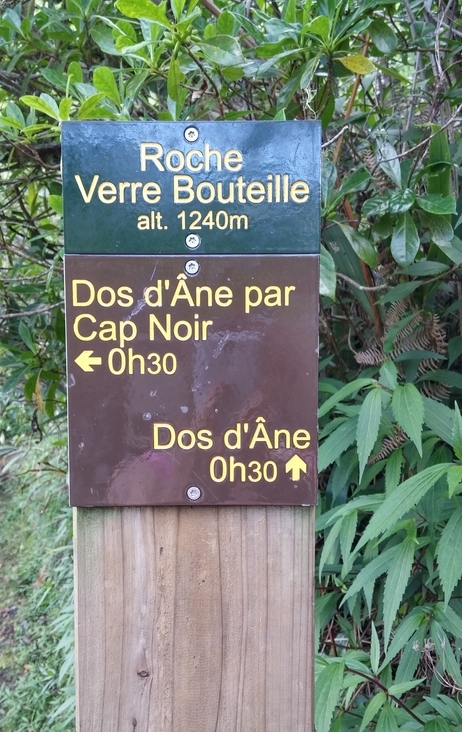 Roche
Verre Bouteille
alt. 1240m
Dos d'Âne par
Cap Noir
← 0h30
Dos d'Âne
0h30 ↑